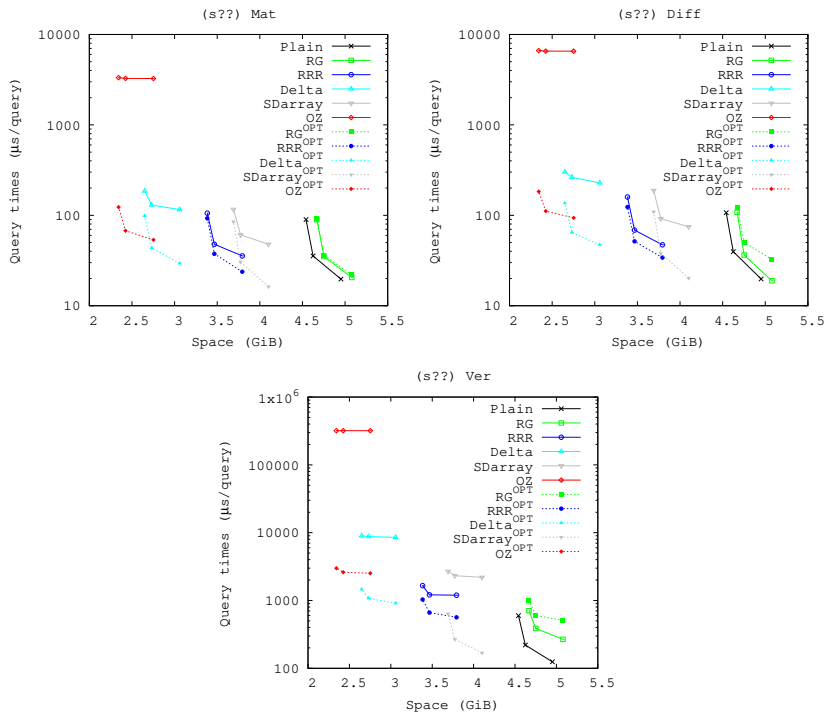 (s??) Mat
Query times (μs/query)
10000
1000
100
10
2
2.5
3
3.5
4
4.5
5
5.5
Space (GiB)
Plain
RG
RRR
Delta
SDarray
OZ
RG^OPT
RRR^OPT
Delta^OPT
SDarray^OPT
OZ^OPT
(s??) Diff
Query times (μs/query)
10000
1000
100
10
2
2.5
3
3.5
4
4.5
5
5.5
Space (GiB)
Plain
RG
RRR
Delta
SDarray
OZ
RG^OPT
RRR^OPT
Delta^OPT
SDarray^OPT
OZ^OPT
(s??) Ver
Query times (μs/query)
1x10^6
100000
10000
1000
100
2
2.5
3
3.5
4
4.5
5
5.5
Space (GiB)
Plain
RG
RRR
Delta
SDarray
OZ
RG^OPT
RRR^OPT
Delta^OPT
SDarray^OPT
OZ^OPT